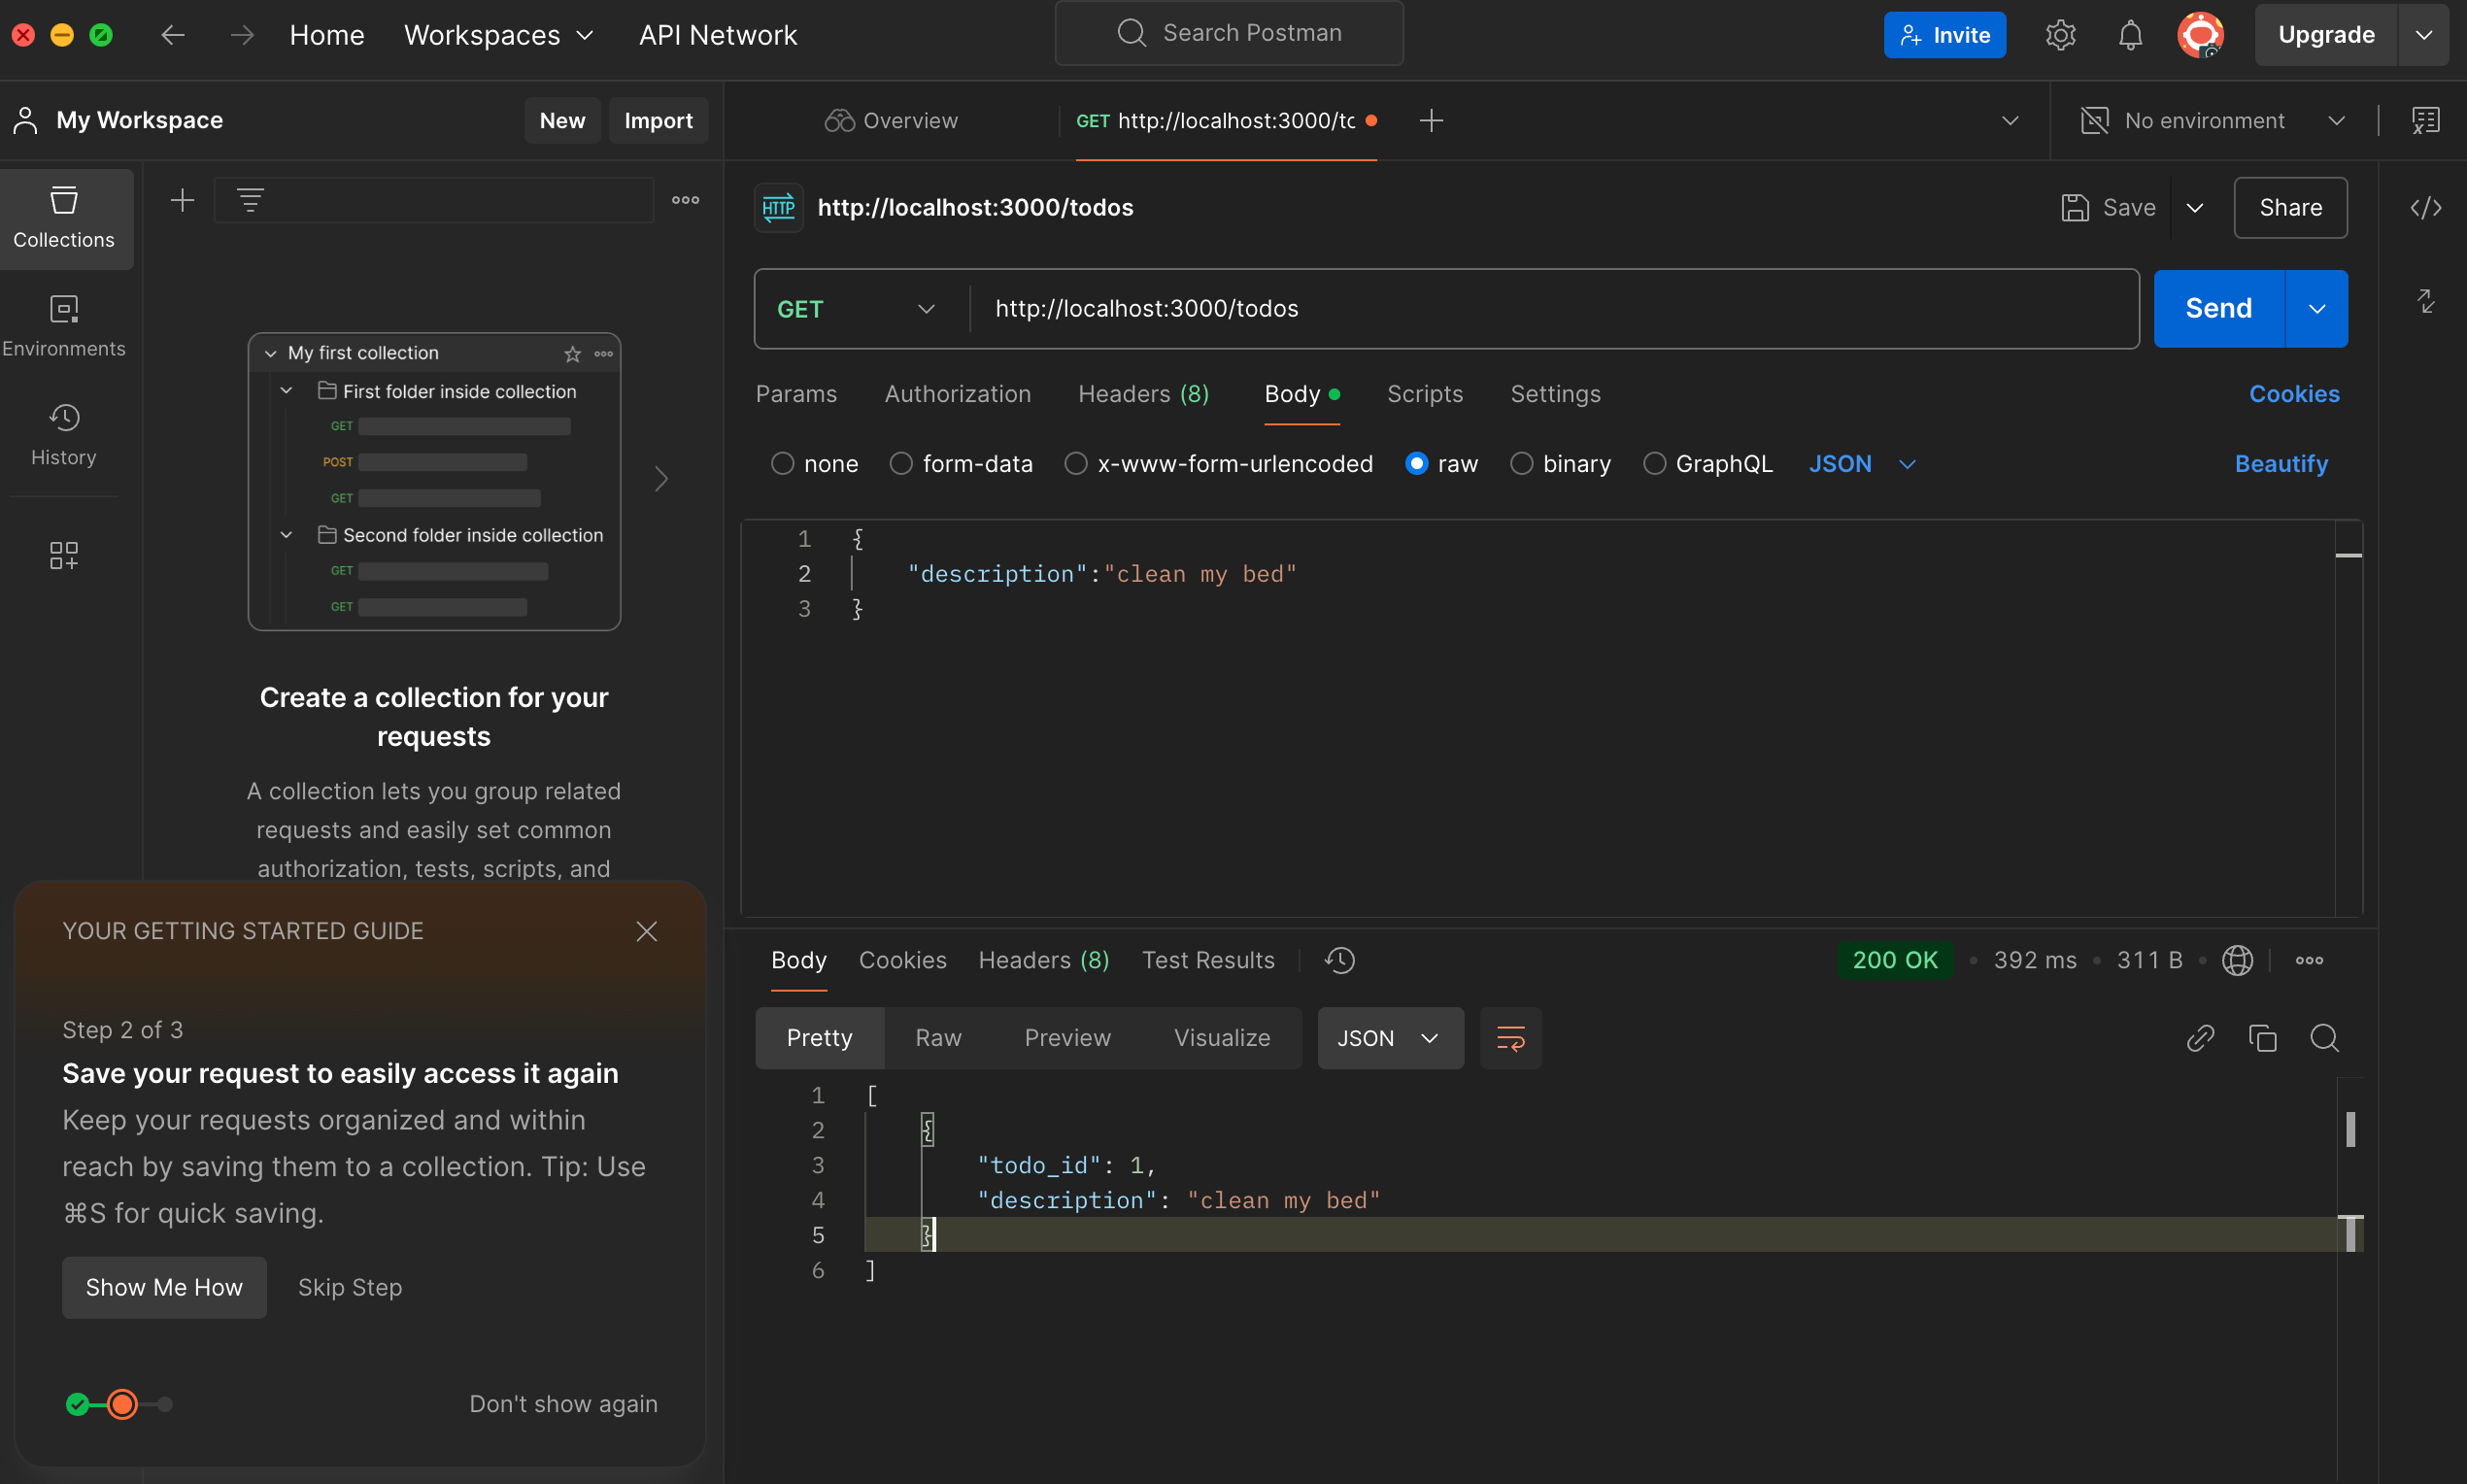 Home
Workspaces
API Network
Search Postman
Invite
Upgrade
My Workspace
New
Import
Overview
GET http://localhost:3000/tc
No environment
Collections
Environments
History
My first collection
First folder inside collection
GET
POST
GET
Second folder inside collection
GET
GET
Create a collection for your
requests
A collection lets you group related
requests and easily set common
authorization, tests, scripts, and
YOUR GETTING STARTED GUIDE
Step 2 of 3
Save your request to easily access it again
Keep your requests organized and within
reach by saving them to a collection. Tip: Use
⌘S for quick saving.
Show Me How
Skip Step
Don't show again
HTTP http://localhost:3000/todos
Save
Share
GET
http://localhost:3000/todos
Send
Params
Authorization
Headers (8)
Body
Scripts
Settings
Cookies
none
form-data
x-www-form-urlencoded
raw
binary
GraphQL
JSON
Beautify
1 {
2 "description":"clean my bed"
3 }
Body
Cookies
Headers (8)
Test Results
200 OK
392 ms
311 B
Pretty
Raw
Preview
Visualize
JSON
1 [
2 {
3 "todo_id": 1,
4 "description": "clean my bed"
5 }
6 ]